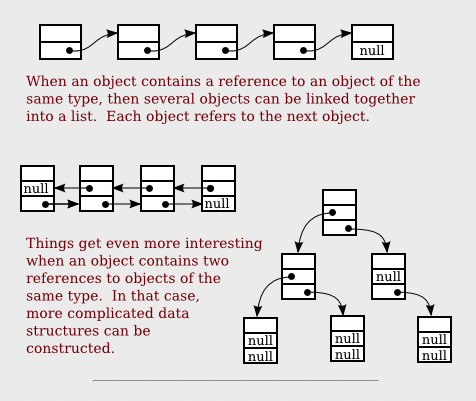 null
When an object contains a reference to an object of the
same type, then several objects can be linked together
into a list.  Each object refers to the next object.
null
null
Things get even more interesting
when an object contains two
references to objects of the
same type.  In that case,
more complicated data
structures can be
constructed.
null
null
null
null
null
null
null